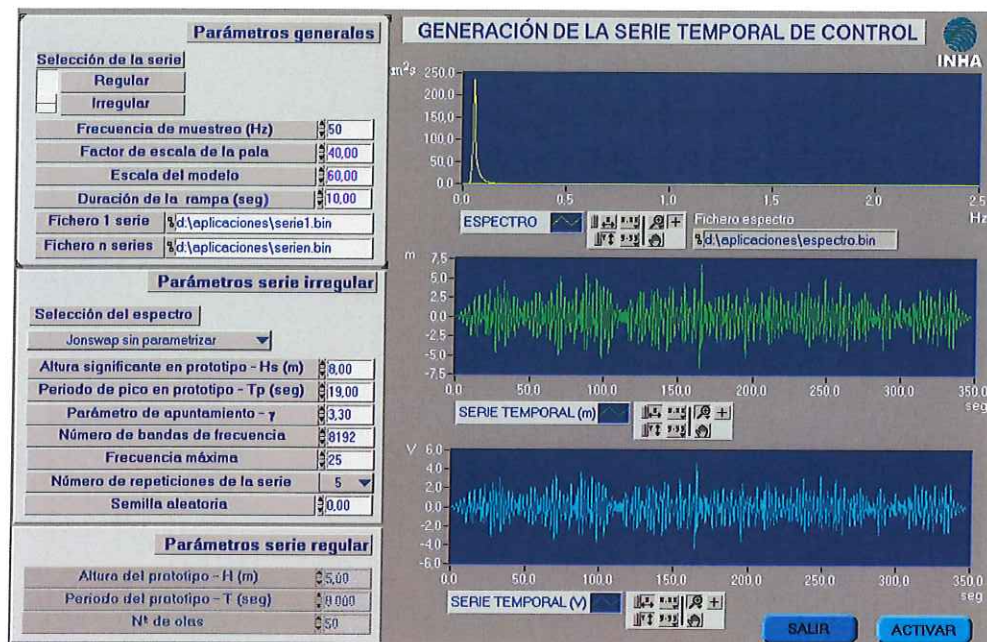 Parámetros generales
Selección de la serie
Regular
Irregular
Frecuencia de muestreo (Hz) 50
Factor de escala de la pala 40,00
Escala del modelo 60,00
Duración de la rampa (seg) 10,00
Fichero 1 serie d:\aplicaciones\serie1.bin
Fichero n series d:\aplicaciones\serien.bin
Parámetros serie irregular
Selección del espectro
Jonswap sin parametrizar
Altura significante en prototipo - Hs (m) 8,00
Periodo de pico en prototipo - Tp (seg) 19,00
Parámetro de apuntamiento - γ 3,30
Número de bandas de frecuencia 8192
Frecuencia máxima 25
Número de repeticiones de la serie 5
Semilla aleatoria 0,00
Parámetros serie regular
Altura del prototipo - H (m) 5,00
Periodo del prototipo - T (seg) 8.000
Nº de olas 50
GENERACIÓN DE LA SERIE TEMPORAL DE CONTROL
INHA
m²s
250.0
200.0
150.0
100.0
50.0
0.0
0.0 0.5 1.0 1.5 2.0 2.5
Hz
ESPECTRO
Fichero espectro
d:\aplicaciones\espectro.bin
m
7.5
5.0
2.5
0.0
-2.5
-5.0
-7.5
0.0 50.0 100.0 150.0 200.0 250.0 300.0 350.0
seg
SERIE TEMPORAL (m)
V
6.0
4.0
2.0
0.0
-2.0
-4.0
-6.0
0.0 50.0 100.0 150.0 200.0 250.0 300.0 350.0
seg
SERIE TEMPORAL (V)
SALIR
ACTIVAR